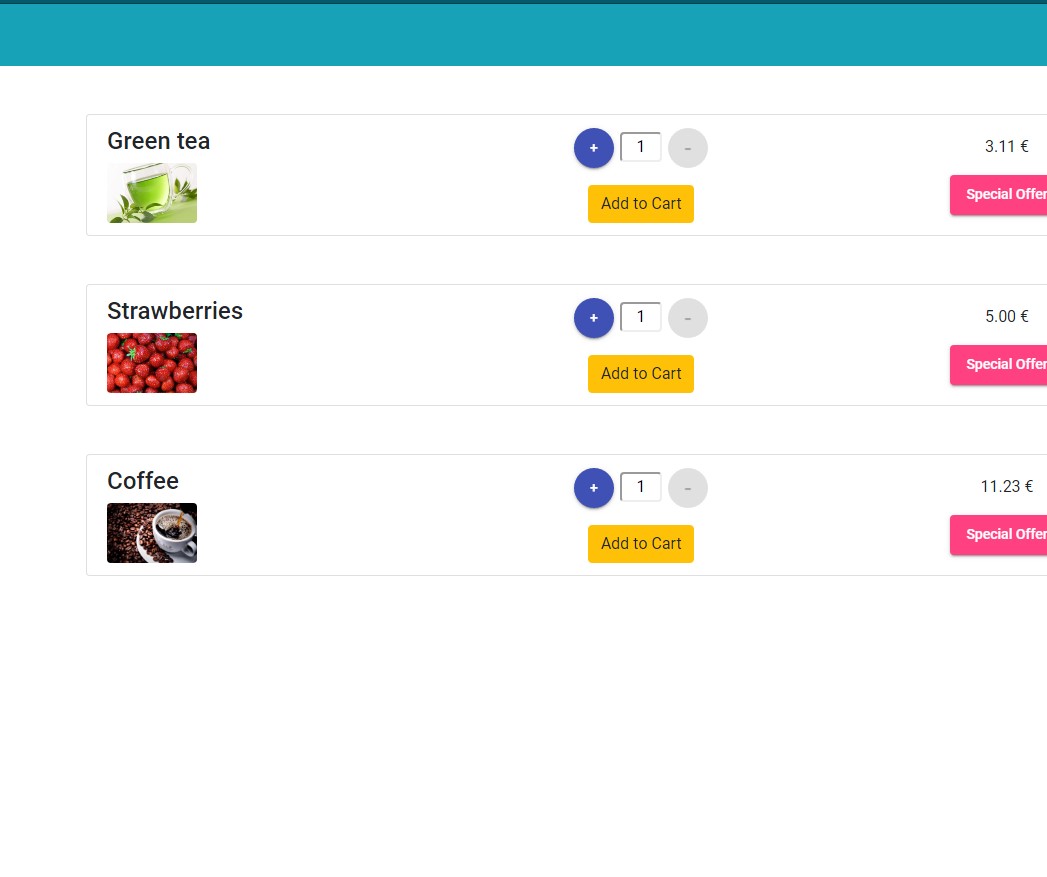 Green tea
+ 1 -
3.11 €
Add to Cart
Special Offer
Strawberries
+ 1 -
5.00 €
Add to Cart
Special Offer
Coffee
+ 1 -
11.23 €
Add to Cart
Special Offer